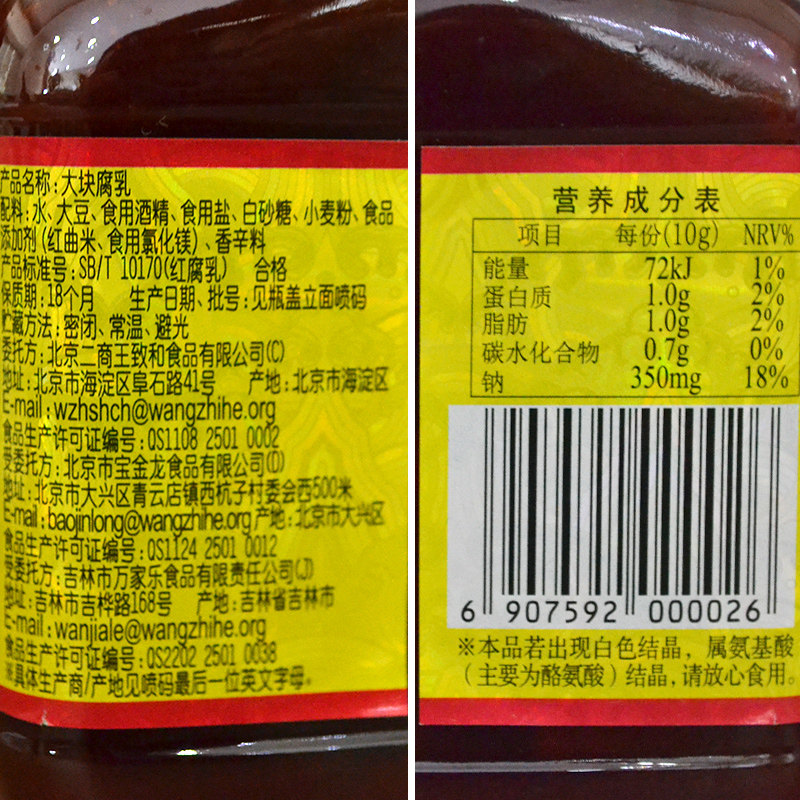 产品名称:大块腐乳
配料:水、大豆、食用酒精、食用盐、白砂糖、小麦粉、食品
添加剂(红曲米、食用氯化镁)、香辛料
产品标准号:SB/T 10170(红腐乳) 合格
保质期:18个月 生产日期、批号:见瓶盖立面喷码
贮藏方法:密闭、常温、避光
委托方:北京二商王致和食品有限公司(C)
地址:北京市海淀区阜石路41号 产地:北京市海淀区
E-mail:wzhshch@wangzhihe.org
食品生产许可证编号:QS1108 2501 0002
受委托方:北京市宝金龙食品有限公司(D)
地址:北京市大兴区青云店镇西杭子村委会西500米
E-mail:baojinlong@wangzhihe.org 产地:北京市大兴区
食品生产许可证编号:QS1124 2501 0012
受委托方:吉林市万家乐食品有限责任公司(J)
地址:吉林市吉桦路168号 产地:吉林省吉林市
E-mail:wanjiale@wangzhihe.org
食品生产许可证编号:QS2202 2501 0038
※具体生产商/产地见喷码最后一位英文字母。
营养成分表
项目 每份(10g) NRV%
能量 72kJ 1%
蛋白质 1.0g 2%
脂肪 1.0g 2%
碳水化合物 0.7g 0%
钠 350mg 18%
6 907592 000026
※本品若出现白色结晶,属氨基酸
(主要为酪氨酸)结晶,请放心食用。